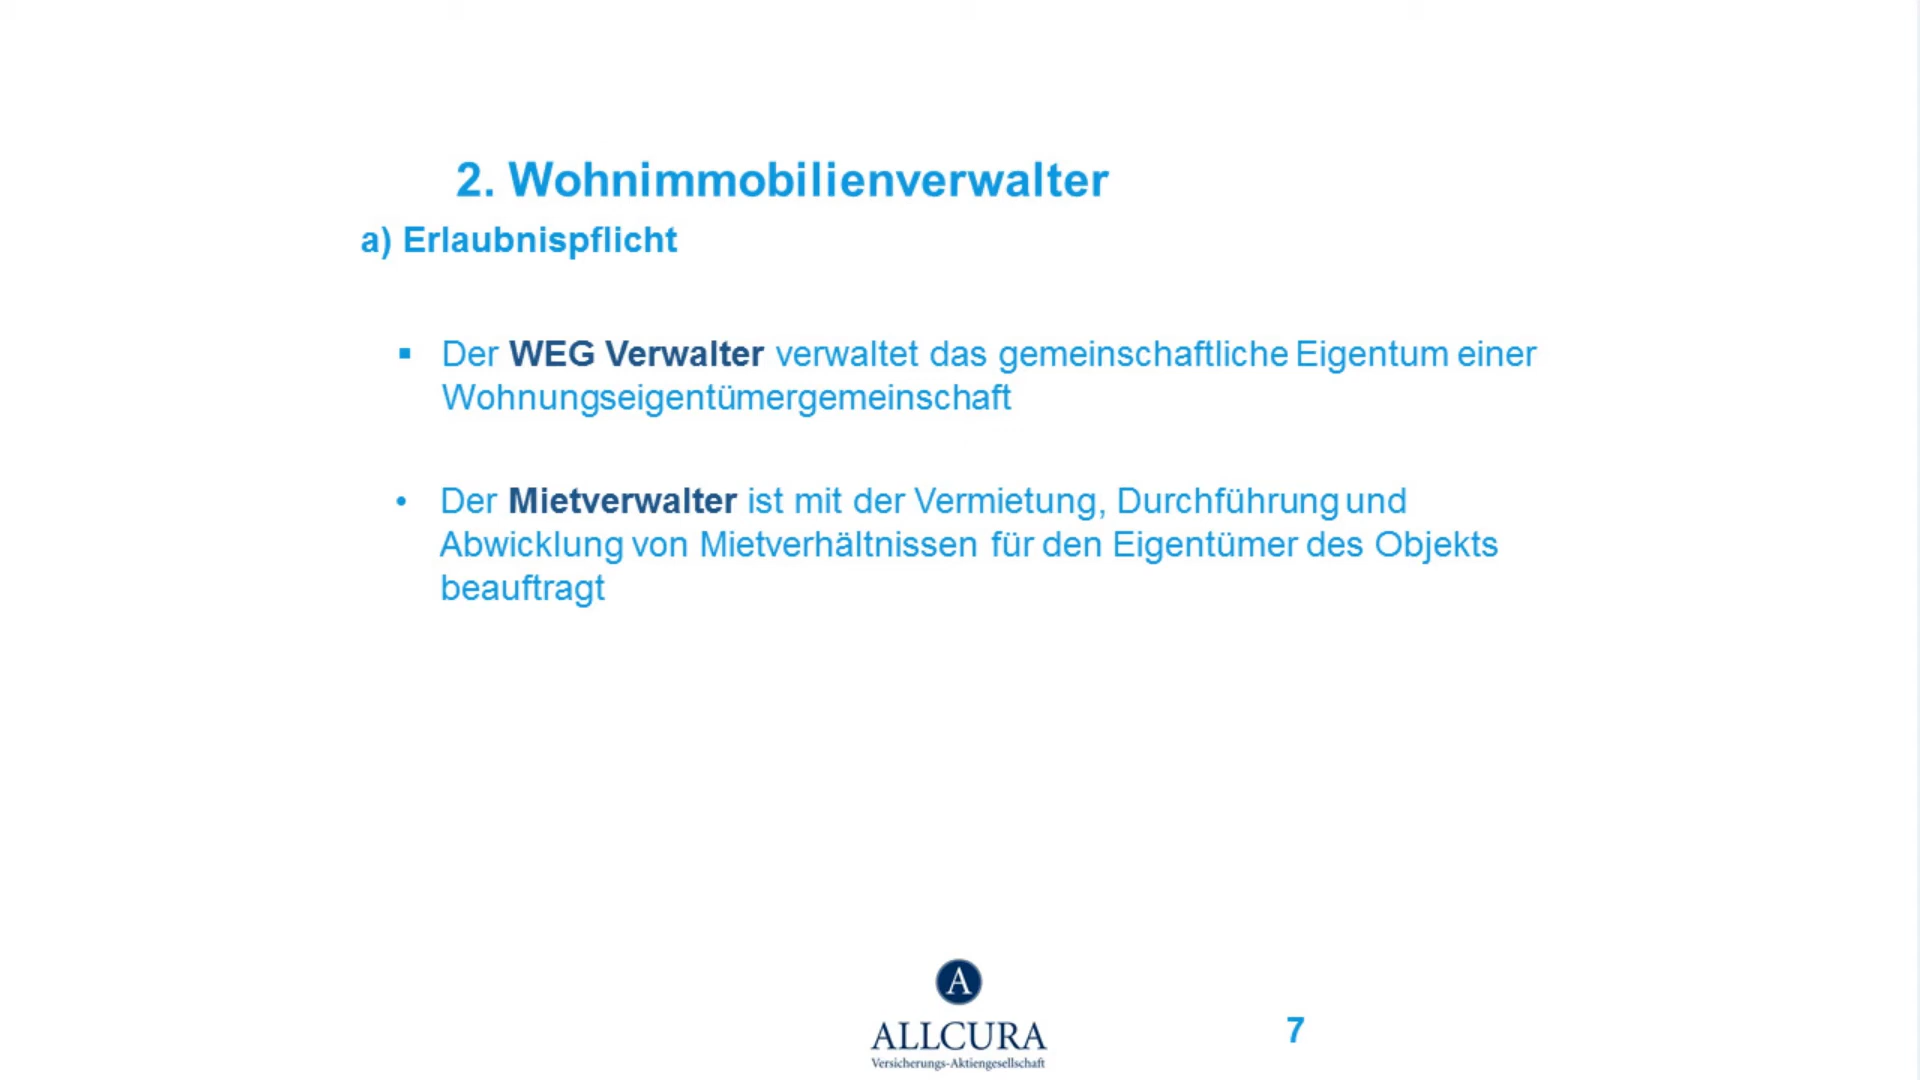 2. Wohnimmobilienverwalter
a) Erlaubnispflicht
▪ Der WEG Verwalter verwaltet das gemeinschaftliche Eigentum einer
Wohnungseigentümergemeinschaft
• Der Mietverwalter ist mit der Vermietung, Durchführung und
Abwicklung von Mietverhältnissen für den Eigentümer des Objekts
beauftragt
A
ALLCURA
Versicherungs-Aktiengesellschaft
7